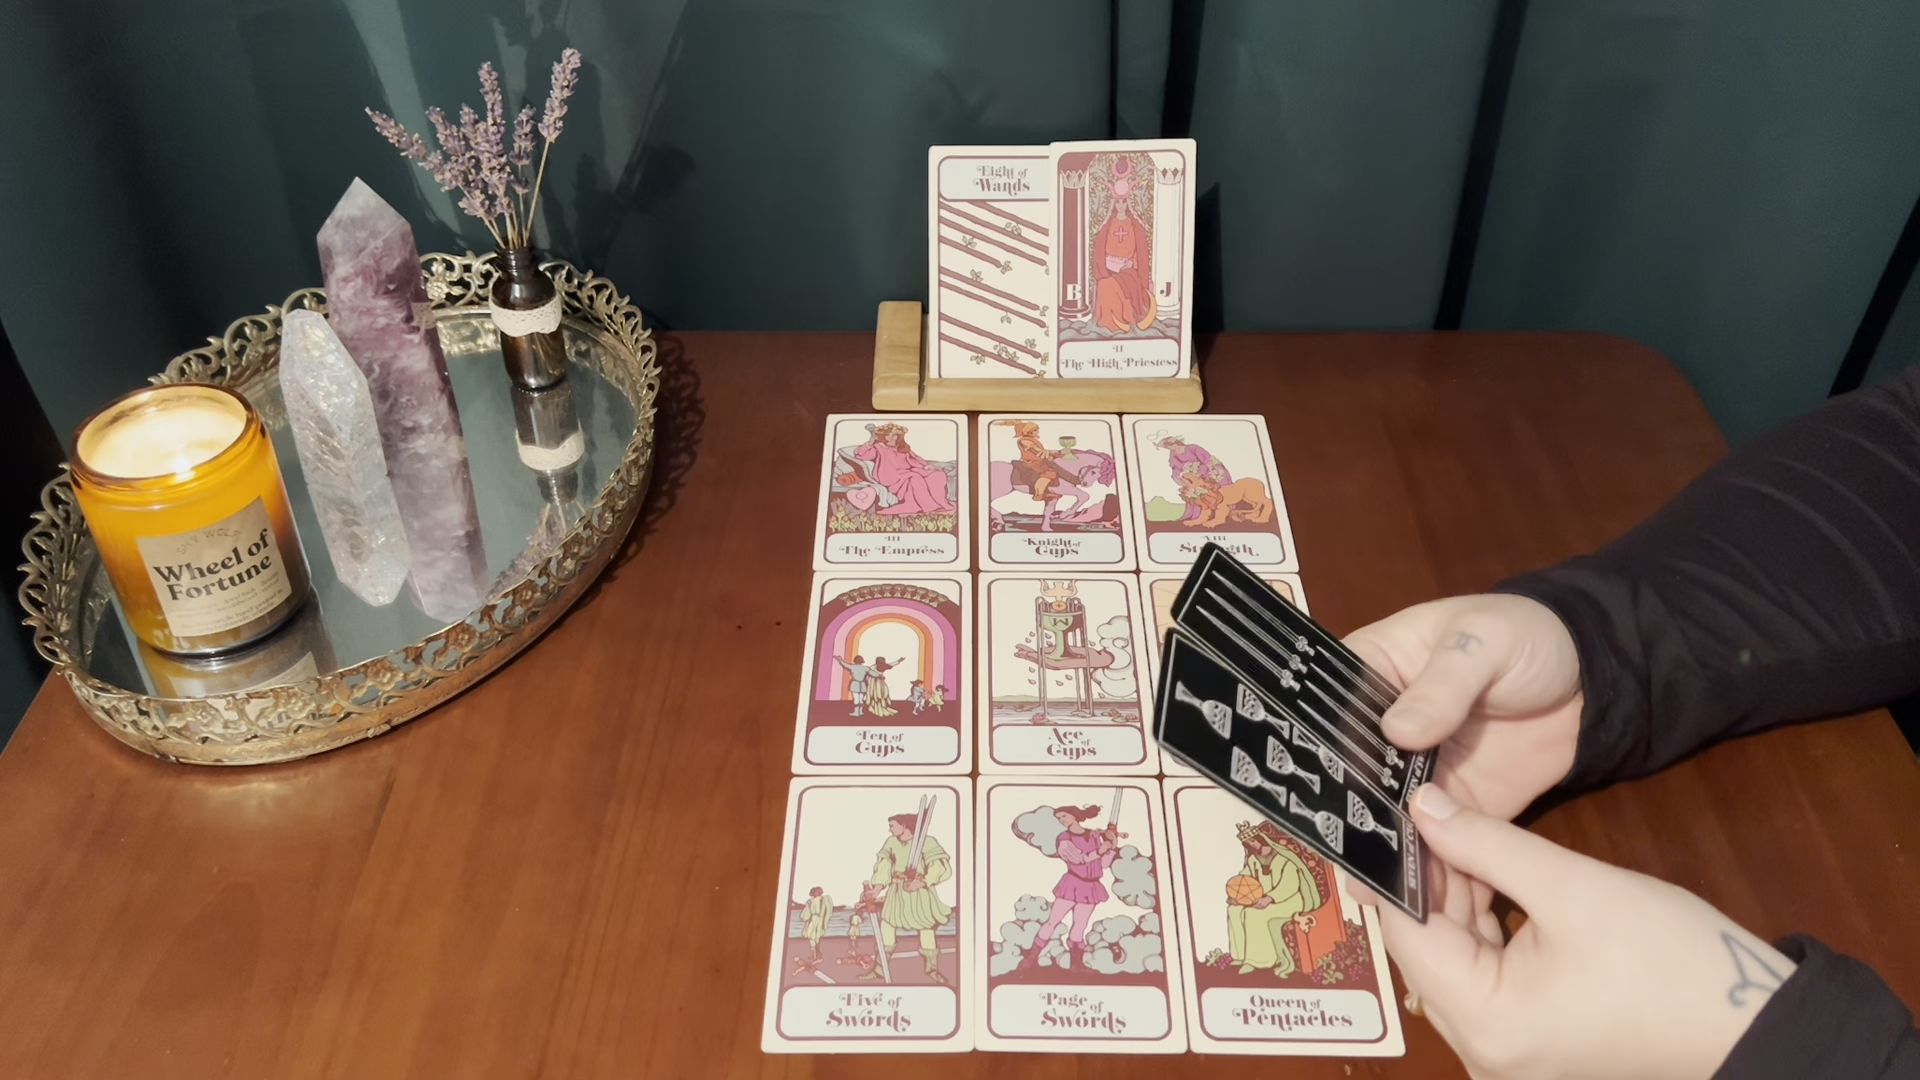 Eight of
Wands
B
J
II
The High Priestess
III
The Empress
Knight of
Cups
VIII
Ten of
Cups
Ace
of
Cups
Five of
Swords
Page
of
Swords
Queen of
Pentacles
Wheel of
Fortune